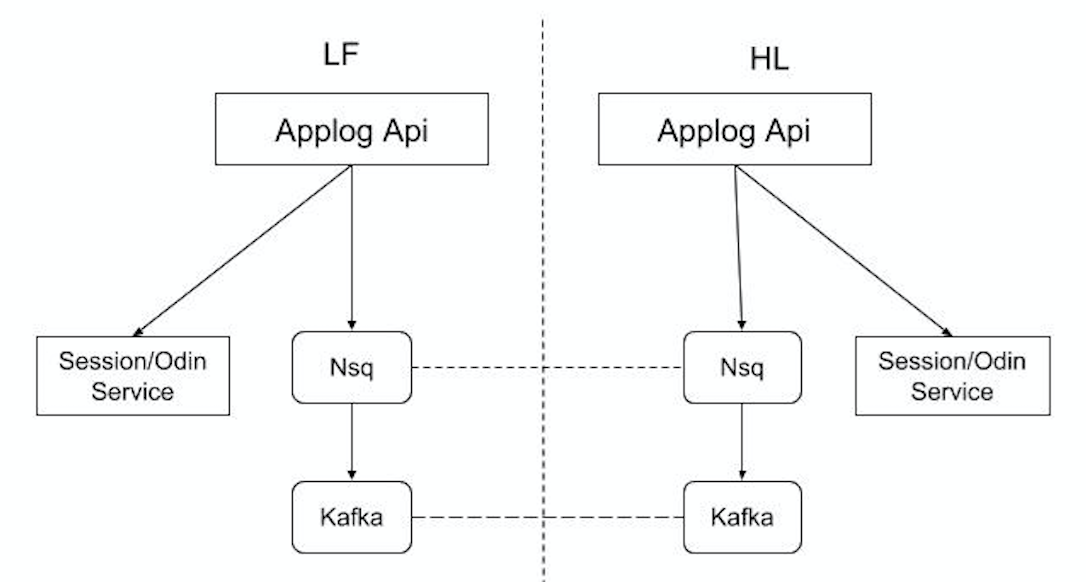 LF
HL
Applog Api
Applog Api
Session/Odin
Service
Nsq
Nsq
Session/Odin
Service
Kafka
Kafka